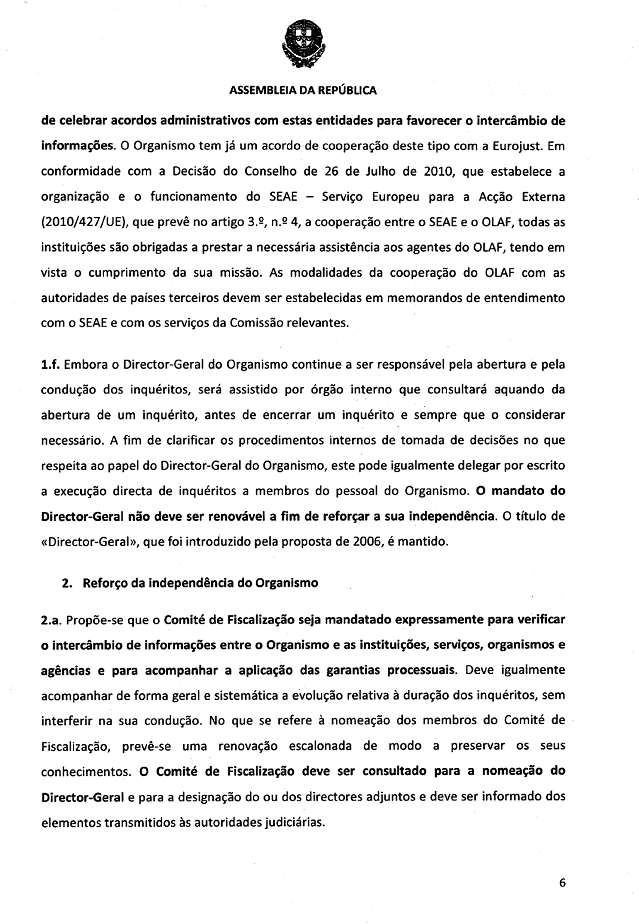 ASSEMBLEIA DA REPÚBLICA
de celebrar acordos administrativos com estas entidades para favorecer o intercâmbio de
informações. O Organismo tem já um acordo de cooperação deste tipo com a Eurojust. Em
conformidade com a Decisão do Conselho de 26 de Julho de 2010, que estabelece a
organização e o funcionamento do SEAE – Serviço Europeu para a Acção Externa
(2010/427/UE), que prevê no artigo 3.º, n.º 4, a cooperação entre o SEAE e o OLAF, todas as
instituições são obrigadas a prestar a necessária assistência aos agentes do OLAF, tendo em
vista o cumprimento da sua missão. As modalidades da cooperação do OLAF com as
autoridades de países terceiros devem ser estabelecidas em memorandos de entendimento
com o SEAE e com os serviços da Comissão relevantes.
1.f. Embora o Director-Geral do Organismo continue a ser responsável pela abertura e pela
condução dos inquéritos, será assistido por órgão interno que consultará aquando da
abertura de um inquérito, antes de encerrar um inquérito e sempre que o considerar
necessário. A fim de clarificar os procedimentos internos de tomada de decisões no que
respeita ao papel do Director-Geral do Organismo, este pode igualmente delegar por escrito
a execução directa de inquéritos a membros do pessoal do Organismo. O mandato do
Director-Geral não deve ser renovável a fim de reforçar a sua independência. O título de
«Director-Geral», que foi introduzido pela proposta de 2006, é mantido.
2. Reforço da independência do Organismo
2.a. Propõe-se que o Comité de Fiscalização seja mandatado expressamente para verificar
o intercâmbio de informações entre o Organismo e as instituições, serviços, organismos e
agências e para acompanhar a aplicação das garantias processuais. Deve igualmente
acompanhar de forma geral e sistemática a evolução relativa à duração dos inquéritos, sem
interferir na sua condução. No que se refere à nomeação dos membros do Comité de
Fiscalização, prevê-se uma renovação escalonada de modo a preservar os seus
conhecimentos. O Comité de Fiscalização deve ser consultado para a nomeação do
Director-Geral e para a designação do ou dos directores adjuntos e deve ser informado dos
elementos transmitidos às autoridades judiciárias.
6